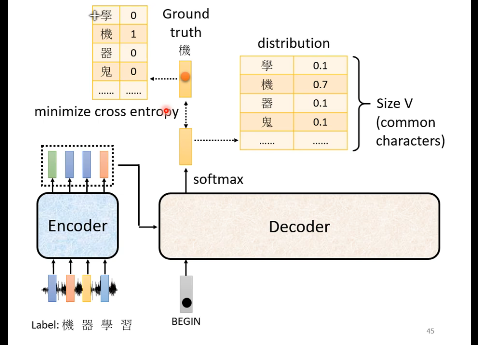 學 0
機 1
器 0
鬼 0
...... ......
Ground
truth
機
minimize cross entropy
distribution
學 0.1
機 0.7
器 0.1
鬼 0.1
...... ......
Size V
(common
characters)
softmax
Encoder
Decoder
BEGIN
Label: 機 器 學 習
45